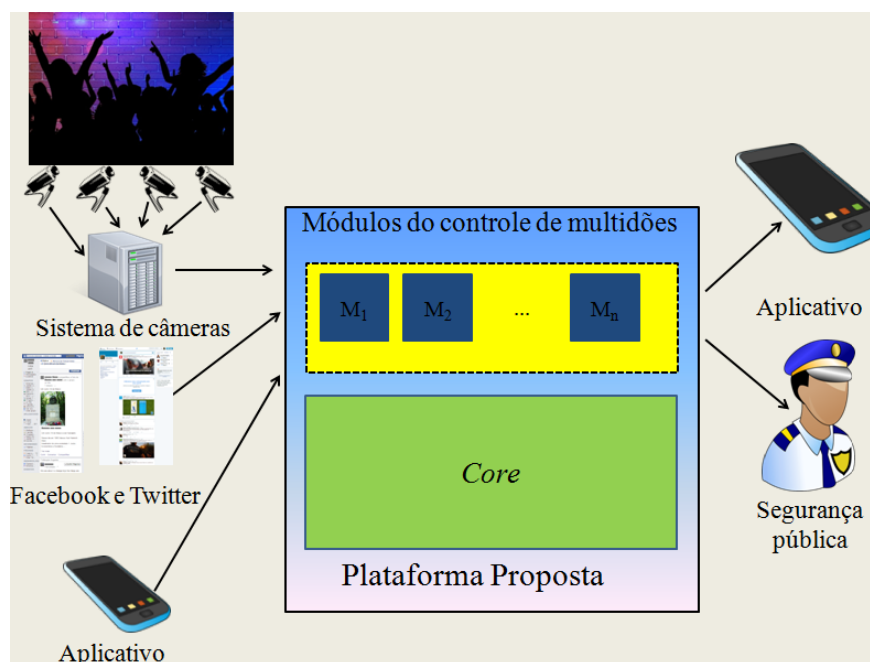 Módulos do controle de multidões
M1
M2
...
Mn
Core
Plataforma Proposta
Sistema de câmeras
Facebook e Twitter
Aplicativo
Aplicativo
Segurança
pública